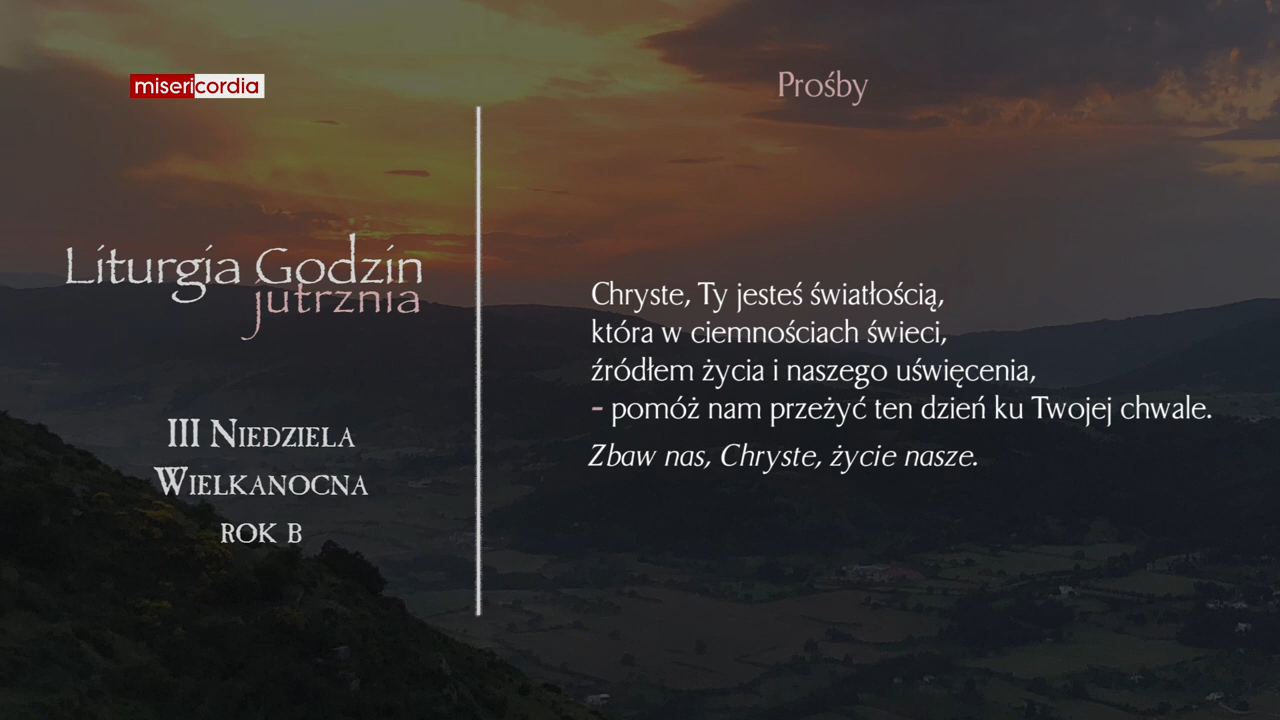 misericordia
Prośby
Liturgia Godzin
jutrznia
III Niedziela
Wielkanocna
rok B
Chryste, Ty jesteś światłością,
która w ciemnościach świeci,
źródłem życia i naszego uświęcenia,
- pomóż nam przeżyć ten dzień ku Twojej chwale.
Zbaw nas, Chryste, życie nasze.